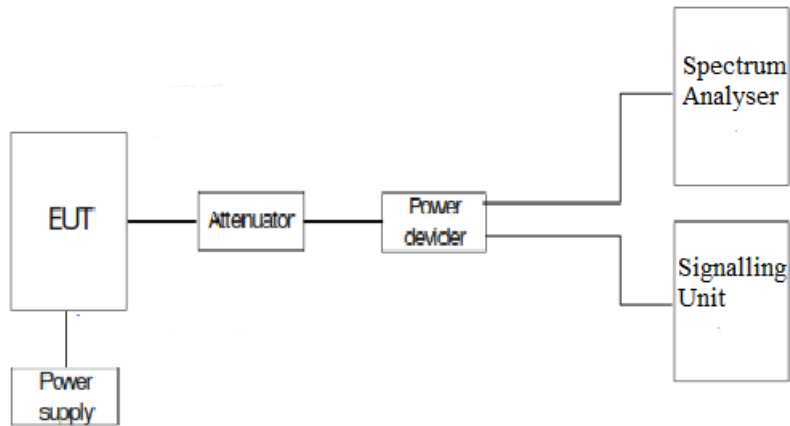 Spectrum
Analyser
EUT
Attenuator
Power
devider
Signalling
Unit
Power
supply